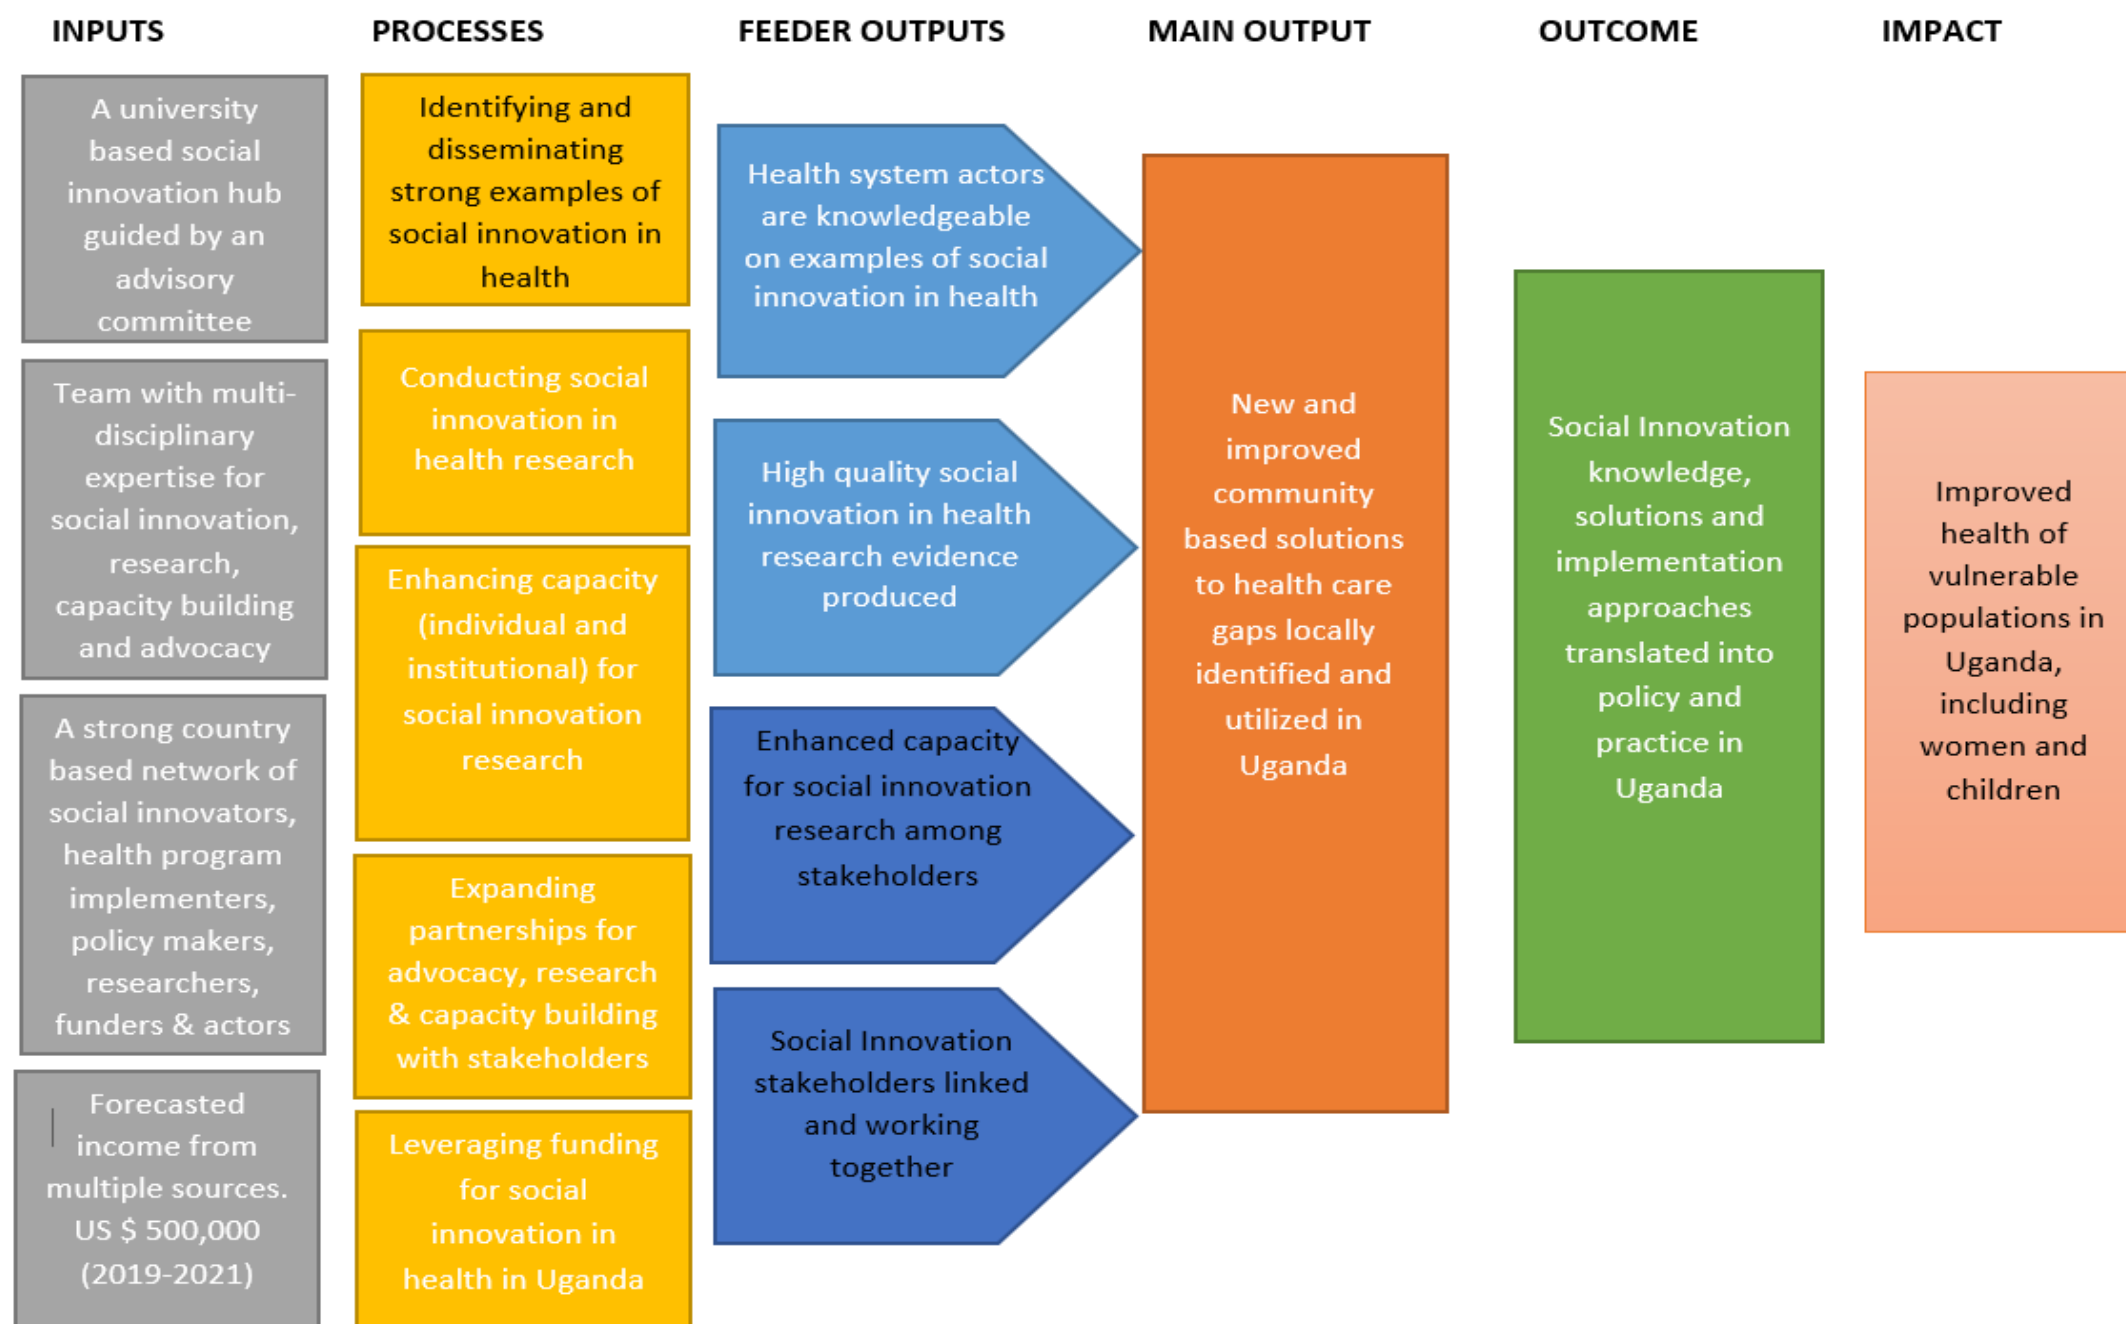 INPUTS
PROCESSES
FEEDER OUTPUTS
MAIN OUTPUT
OUTCOME
IMPACT
A university
based social
innovation hub
guided by an
advisory
committee
Team with multi-
disciplinary
expertise for
social innovation,
research,
capacity building
and advocacy
A strong country
based network of
social innovators,
health program
implementers,
policy makers,
researchers,
funders & actors
Forecasted
income from
multiple sources.
US $ 500,000
(2019-2021)
Identifying and
disseminating
strong examples of
social innovation in
health
Conducting social
innovation in
health research
Enhancing capacity
(individual and
institutional) for
social innovation
research
Expanding
partnerships for
advocacy, research
& capacity building
with stakeholders
Leveraging funding
for social
innovation in
health in Uganda
Health system actors
are knowledgeable
on examples of social
innovation in health
High quality social
innovation in health
research evidence
produced
Enhanced capacity
for social innovation
research among
stakeholders
Social Innovation
stakeholders linked
and working
together
New and
improved
community
based solutions
to health care
gaps locally
identified and
utilized in
Uganda
Social Innovation
knowledge,
solutions and
implementation
approaches
translated into
policy and
practice in
Uganda
Improved
health of
vulnerable
populations in
Uganda,
including
women and
children